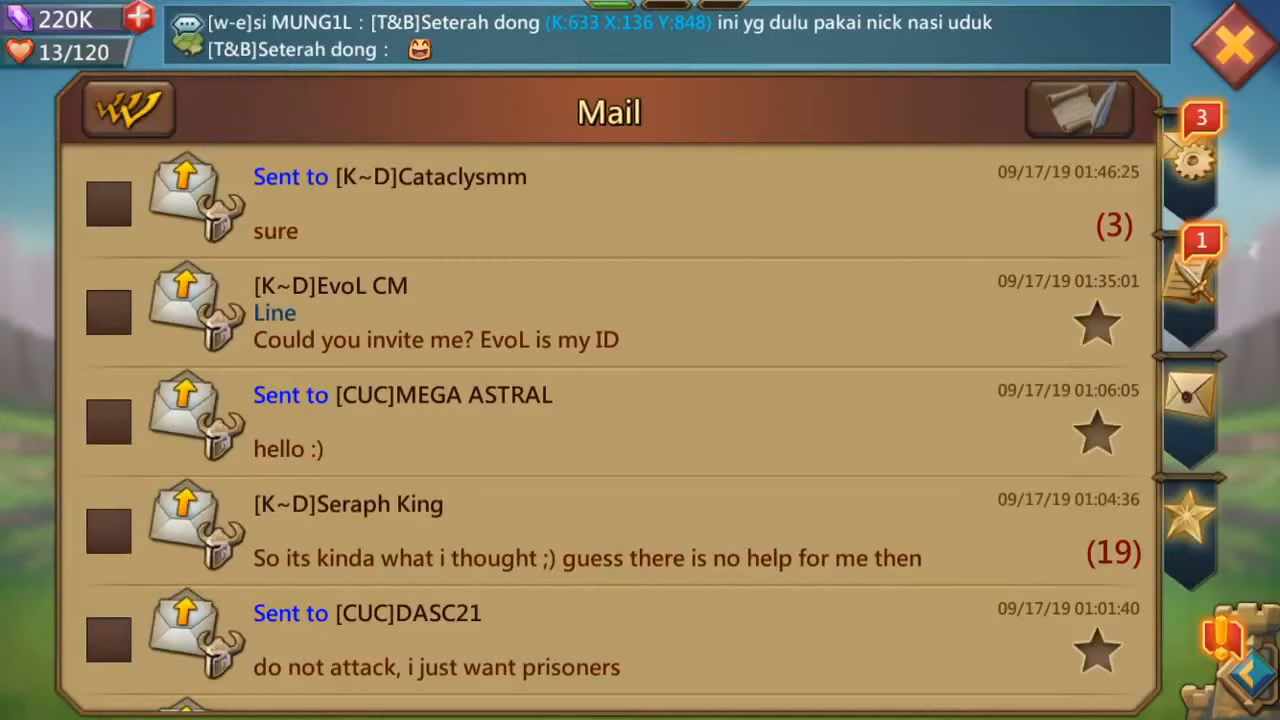 220K
13/120
[w-e]si MUNG1L : [T&B]Seterah dong (K:633 X:136 Y:848) ini yg dulu pakai nick nasi uduk
[T&B]Seterah dong :
Mail
3
1
Sent to [K~D]Cataclysmm
09/17/19 01:46:25
sure
(3)
[K~D]EvoL CM
09/17/19 01:35:01
Line
Could you invite me? EvoL is my ID
Sent to [CUC]MEGA ASTRAL
09/17/19 01:06:05
hello :)
[K~D]Seraph King
09/17/19 01:04:36
So its kinda what i thought ;) guess there is no help for me then
(19)
Sent to [CUC]DASC21
09/17/19 01:01:40
do not attack, i just want prisoners